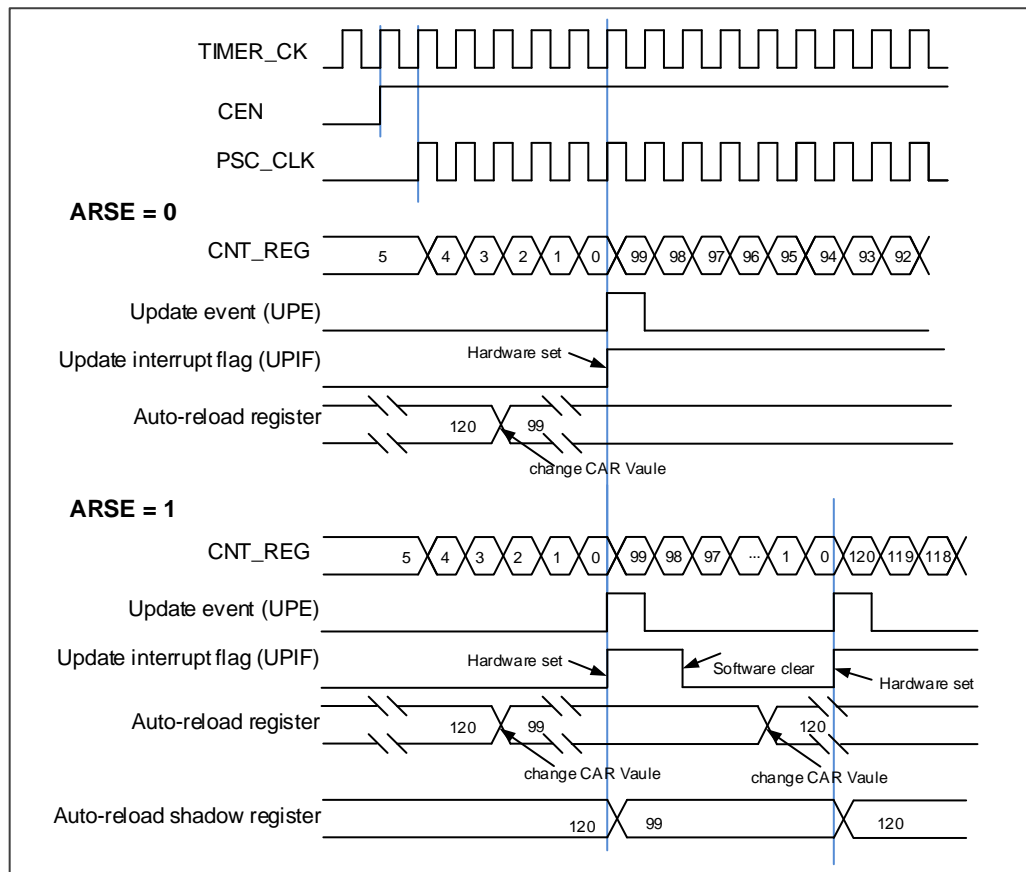 TIMER_CK
CEN
PSC_CLK
ARSE = 0
CNT_REG 5 4 3 2 1 0 99 98 97 96 95 94 93 92
Update event (UPE)
Update interrupt flag (UPIF) Hardware set
Auto-reload register 120 99
change CAR Vaule
ARSE = 1
CNT_REG 5 4 3 2 1 0 99 98 97 ... 1 0 120 119 118
Update event (UPE)
Update interrupt flag (UPIF) Hardware set Software clear Hardware set
Auto-reload register 120 99 120
change CAR Vaule change CAR Vaule
Auto-reload shadow register 120 99 120